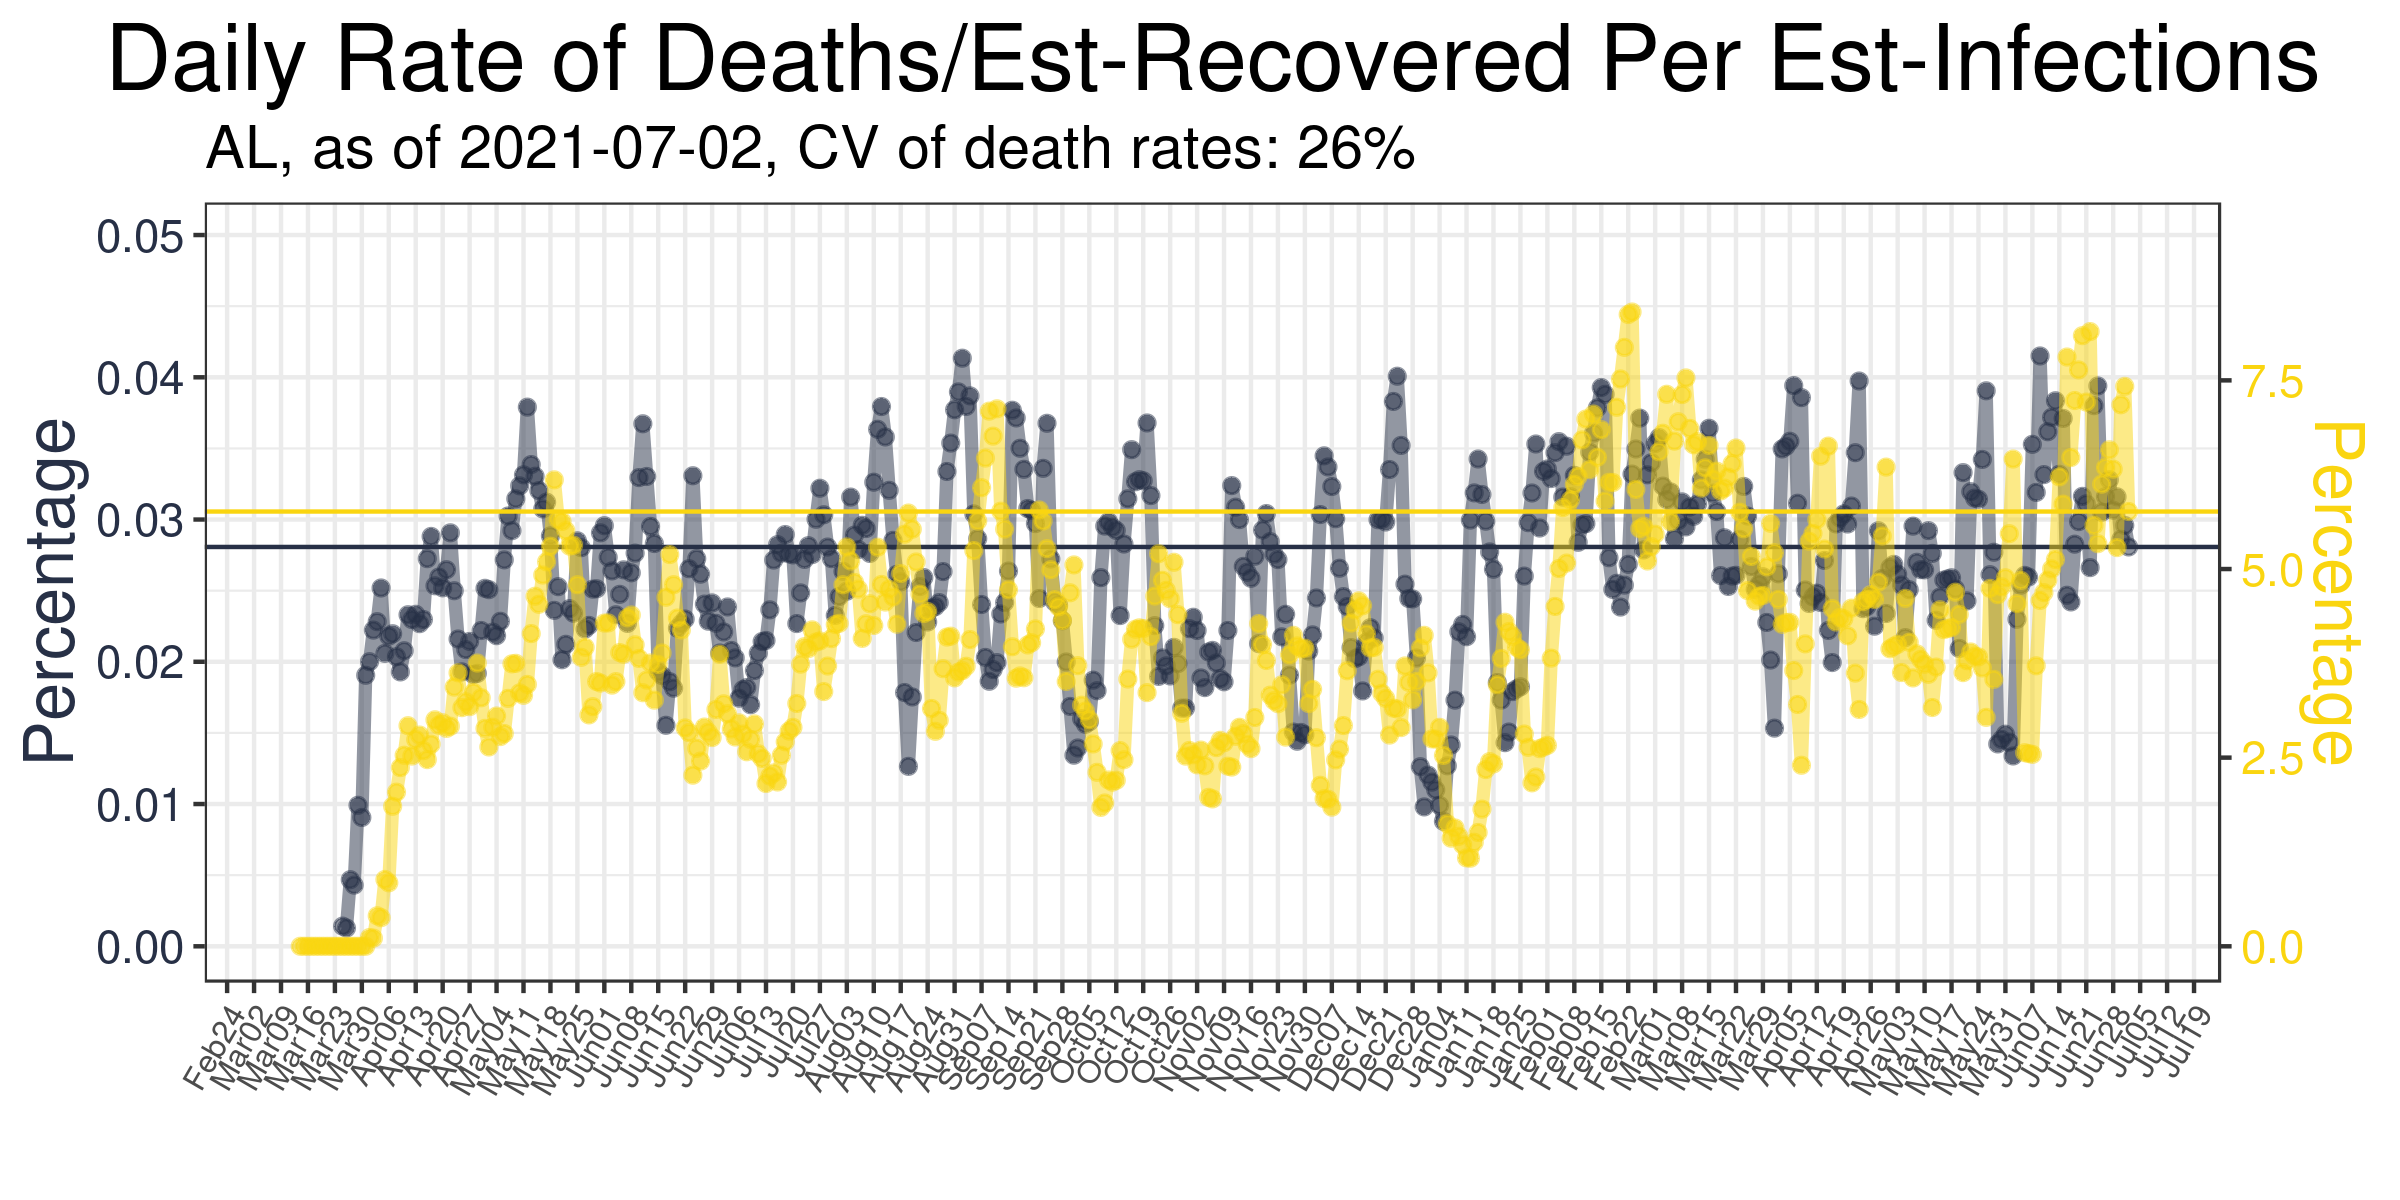 Daily Rate of Deaths/Est-Recovered Per Est-Infections
AL, as of 2021-07-02, CV of death rates: 26%
Percentage
0.05
0.04
0.03
0.02
0.01
0.00
7.5
5.0
2.5
0.0
Percentage
Feb24
Mar02
Mar09
Mar16
Mar23
Mar30
Apr06
Apr13
Apr20
Apr27
May04
May11
May18
May25
Jun01
Jun08
Jun15
Jun22
Jun29
Jul06
Jul13
Jul20
Jul27
Aug03
Aug10
Aug17
Aug24
Aug31
Sep07
Sep14
Sep21
Sep28
Oct05
Oct12
Oct19
Oct26
Nov02
Nov09
Nov16
Nov23
Nov30
Dec07
Dec14
Dec21
Dec28
Jan04
Jan11
Jan18
Jan25
Feb01
Feb08
Feb15
Feb22
Mar01
Mar08
Mar15
Mar22
Mar29
Apr05
Apr12
Apr19
Apr26
May03
May10
May17
May24
May31
Jun07
Jun14
Jun21
Jun28
Jul05
Jul12
Jul19